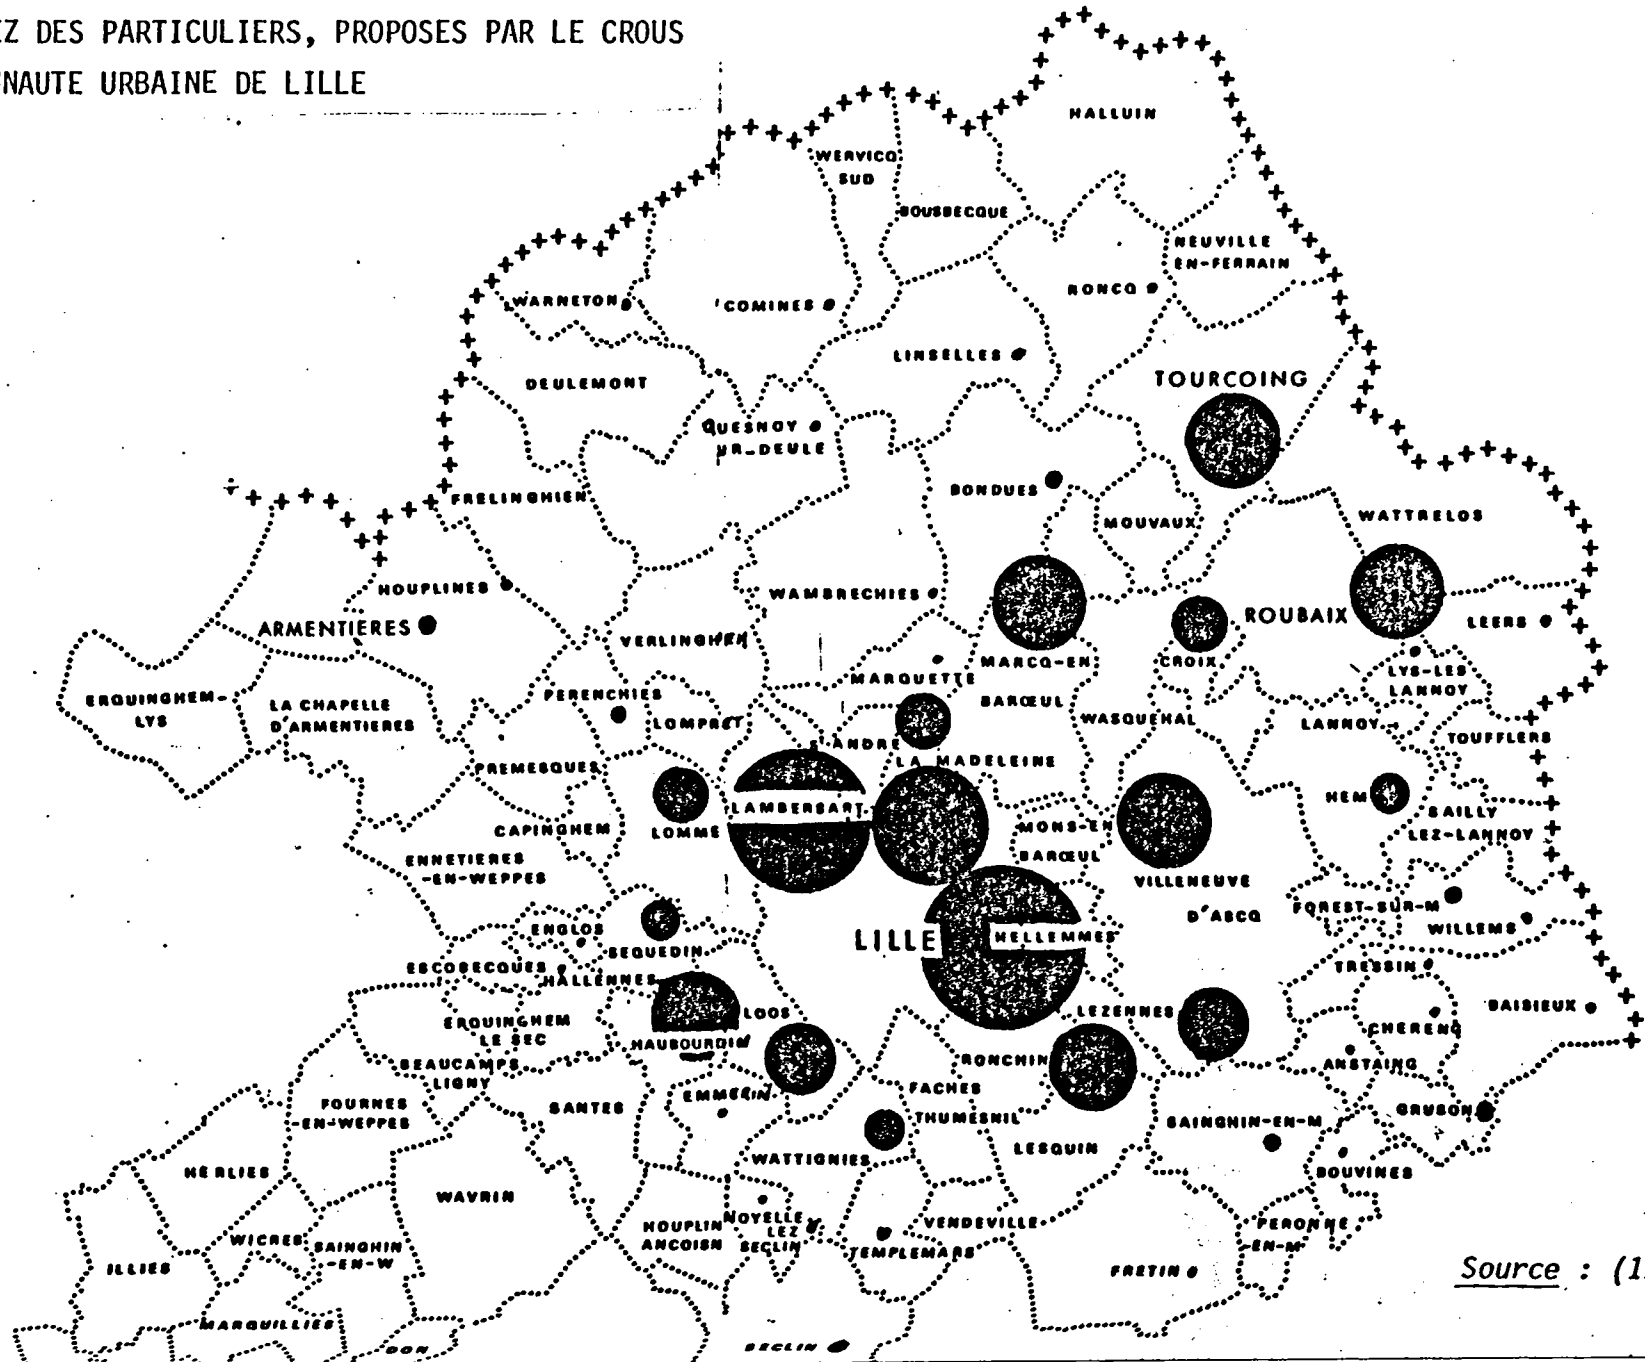 EZ DES PARTICULIERS, PROPOSES PAR LE CROUS
NAUTE URBAINE DE LILLE
HALLUIN
WERVICQ
SUD
BOUSBECQUE
NEUVILLE
EN-FERRAIN
RONCQ
WARNETON
COMINES
LINSELLES
TOURCOING
DEULEMONT
QUESNOY
UR-DEULE
BONDUES
FRELINGHIEN
MOUVAUX
WATTRELOS
HOUPLINES
WAMBRECHIES
ROUBAIX
LEERS
ARMENTIERES
VERLINGHEN
MARCQ-EN
BARŒUL
CROIX
LYS-LES
LANNOY
MARQUETTE
ERQUINGHEM-
LYS
LA CHAPELLE
D'ARMENTIERES
PERENCHIES
LOMPRET
WASQUEHAL
LANNOY
TOUFFLERS
ST ANDRE
LA MADELEINE
PREMESQUES
LAMBERSART
HEM
SAILLY
LEZ-LANNOY
CAPINGHEM
LOMME
MONS-EN
BARŒUL
ENNETIERES
-EN-WEPPES
VILLENEUVE
D'ASCQ
FOREST-SUR-M
WILLEMS
ENGLOS
SEQUEDIN
LILLE
HELLEMMES
ESCOBECQUES
HALLENNES
TRESSIN
LOOS
LEZENNES
BAISIEUX
ERQUINGHEM
LE SEC
HAUBOURDIN
CHERENG
BEAUCAMPS
LIGNY
RONCHIN
ANSTAING
FOURNES
-EN-WEPPES
SANTES
EMMERIN
FACHES
THUMESNIL
SAINGHIN-EN-M
GRUSON
HERLIES
WATTIGNIES
LESQUIN
BOUVINES
WAVRIN
HOUPLIN
ANCOISN
NOYELLE
LEZ
SECLIN
VENDEVILLE
PERONNE
-EN-M
WICRES
SAINGHIN
-EN-W
TEMPLEMARS
ILLIES
FRETIN
Source : (1
MARQUILLIES
DON
SECLIN